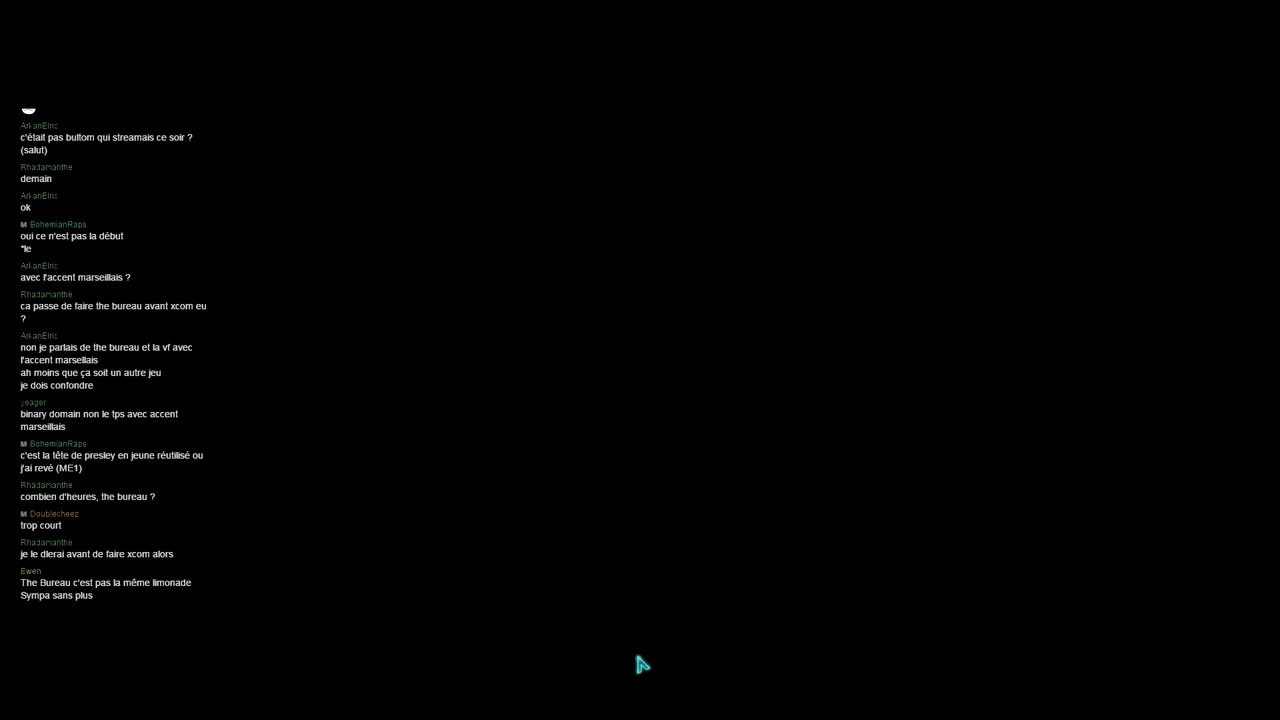 ArkanElric
c'était pas bultom qui streamais ce soir ?
(salut)
Rhadamanthe
demain
ArkanElric
ok
M BohemianRaps
oui ce n'est pas la début
*le
ArkanElric
avec l'accent marseillais ?
Rhadamanthe
ca passe de faire the bureau avant xcom eu
?
ArkanElric
non je parlais de the bureau et la vf avec
l'accent marsellais
ah moins que ça soit un autre jeu
je dois confondre
yeager
binary domain non le tps avec accent
marseillais
M BohemianRaps
c'est la tête de presley en jeune réutilisé ou
j'ai revé (ME1)
Rhadamanthe
combien d'heures, the bureau ?
M Doublecheez
trop court
Rhadamanthe
je le dlerai avant de faire xcom alors
Ewen
The Bureau c'est pas la même limonade
Sympa sans plus